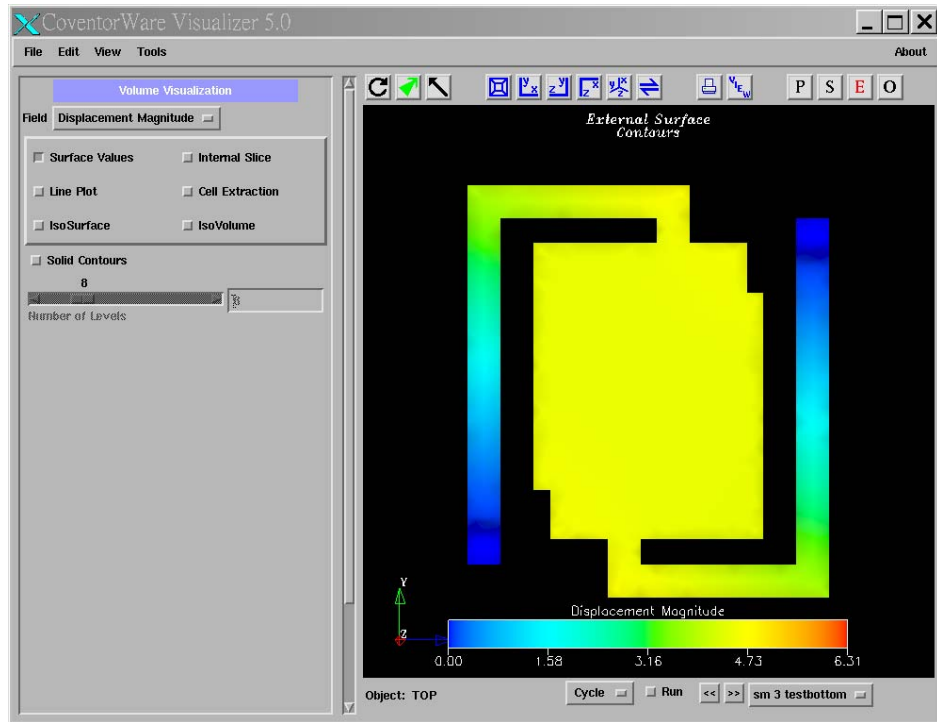 CoventorWare Visualizer 5.0
File Edit View Tools About
Volume Visualization
Field Displacement Magnitude
Surface Values Internal Slice
Line Plot Cell Extraction
IsoSurface IsoVolume
Solid Contours
8
8
Number of Levels
y x z y z x y x z VIEW P S E O
External Surface
Contours
Y
Z
Displacement Magnitude
0.00 1.58 3.16 4.73 6.31
Object: TOP Cycle Run << >> sm 3 testbottom